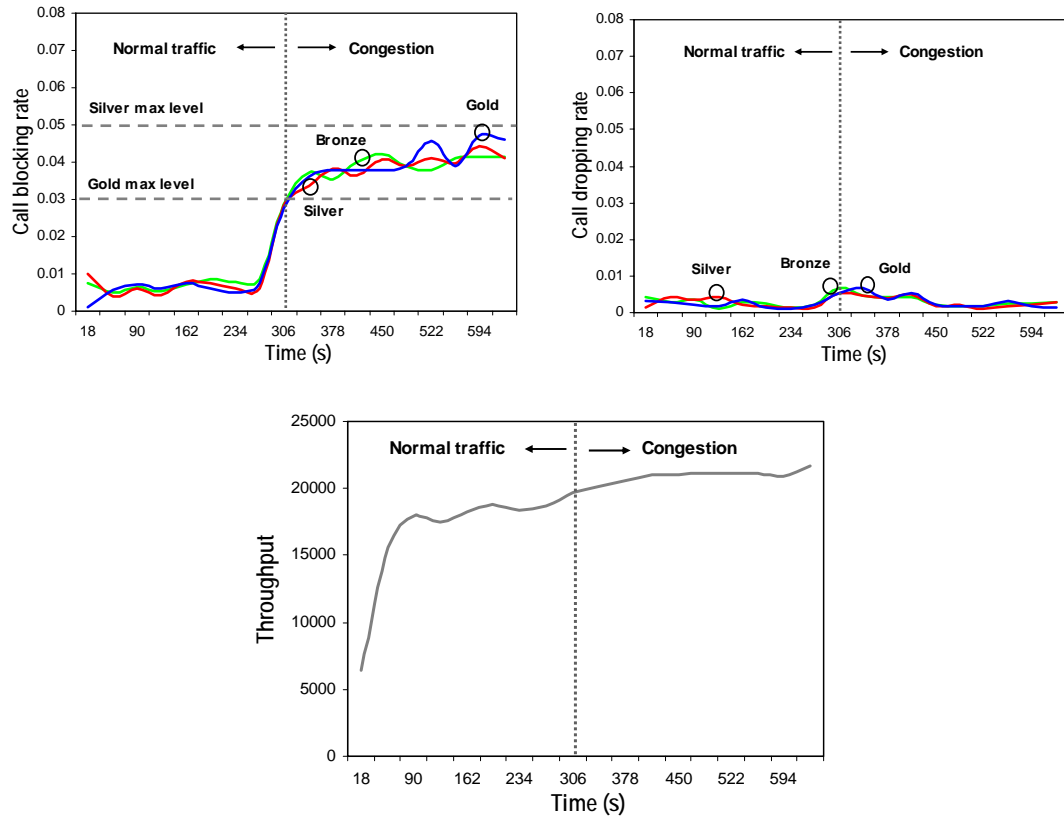 0.08
0.07
0.06
0.05
0.04
0.03
0.02
0.01
0
Call blocking rate
Normal traffic
Congestion
Silver max level
Gold
Bronze
Gold max level
Silver
18 90 162 234 306 378 450 522 594
Time (s)
0.08
0.07
0.06
0.05
0.04
0.03
0.02
0.01
0
Call dropping rate
Normal traffic
Congestion
Silver
Bronze
Gold
18 90 162 234 306 378 450 522 594
Time (s)
25000
20000
15000
10000
5000
0
Throughput
Normal traffic
Congestion
18 90 162 234 306 378 450 522 594
Time (s)